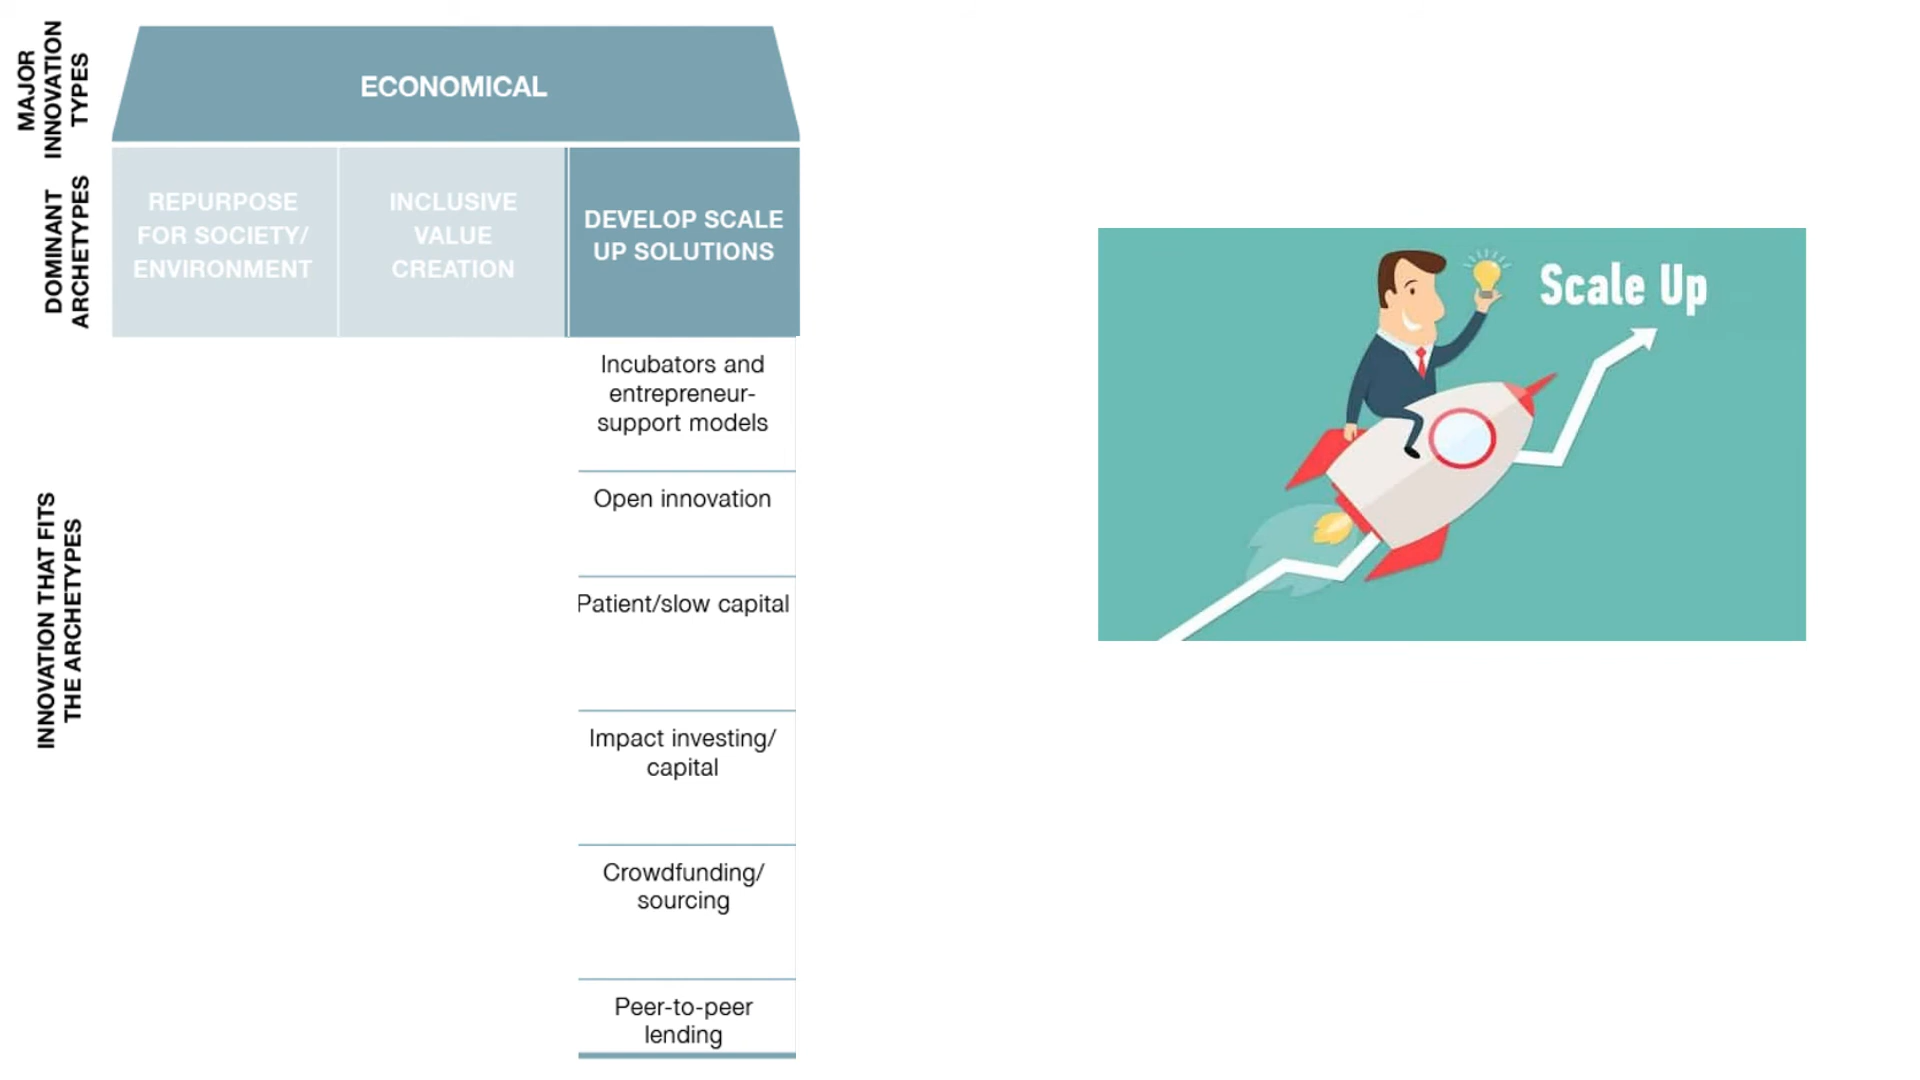 MAJOR
INNOVATION
TYPES
ECONOMICAL
DOMINANT
ARCHETYPES
REPURPOSE
FOR SOCIETY/
ENVIRONMENT
INCLUSIVE
VALUE
CREATION
DEVELOP SCALE
UP SOLUTIONS
INNOVATION THAT FITS
THE ARCHETYPES
Incubators and
entrepreneur-
support models
Open innovation
Patient/slow capital
Impact investing/
capital
Crowdfunding/
sourcing
Peer-to-peer
lending
Scale Up